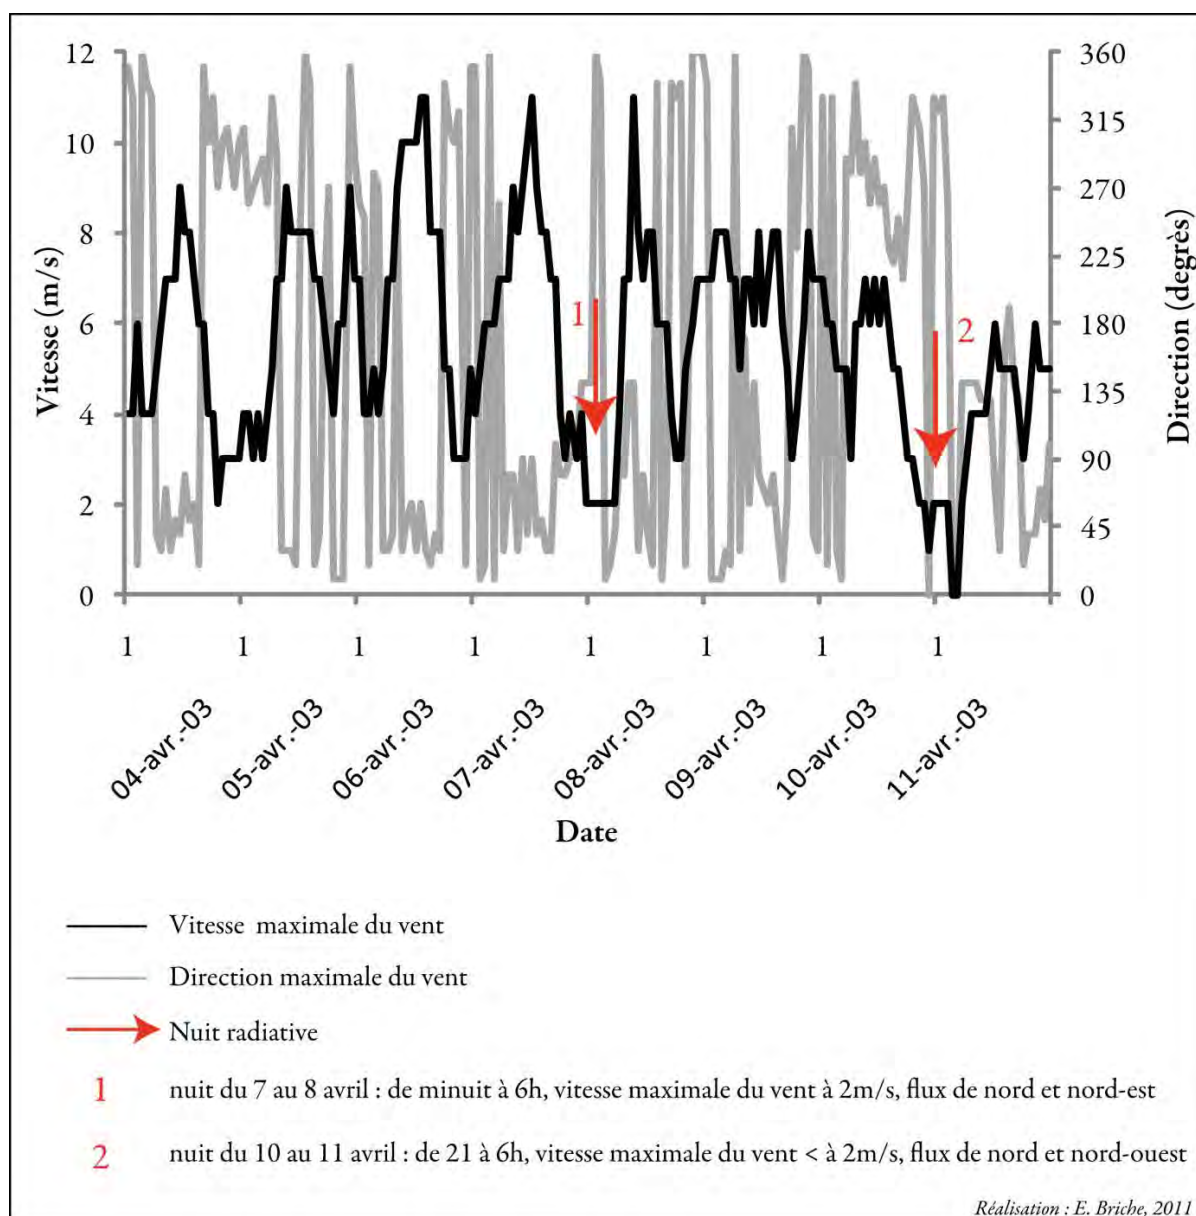 12
10
8
6
4
2
0
Vitesse (m/s)
360
315
270
225
180
135
90
45
0
Direction (degrès)
1
2
1 1 1 1 1 1 1 1
04-avr.-03
05-avr.-03
06-avr.-03
07-avr.-03
08-avr.-03
09-avr.-03
10-avr.-03
11-avr.-03
Date
Vitesse maximale du vent
Direction maximale du vent
Nuit radiative
1 nuit du 7 au 8 avril : de minuit à 6h, vitesse maximale du vent à 2m/s, flux de nord et nord-est
2 nuit du 10 au 11 avril : de 21 à 6h, vitesse maximale du vent < à 2m/s, flux de nord et nord-ouest
Réalisation : E. Briche, 2011